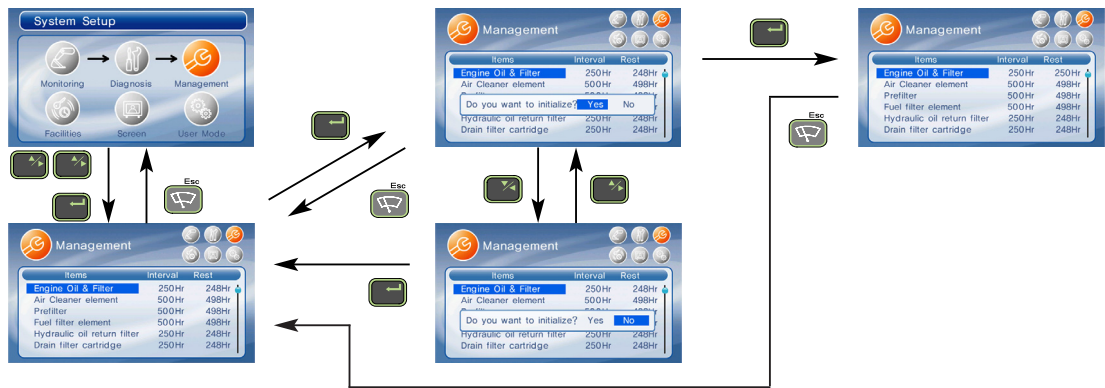 System Setup
Monitoring Diagnosis Management
Facilities Screen User Mode
Esc
Management
Items Interval Rest
Engine Oil & Filter 250Hr 248Hr
Air Cleaner element 500Hr 498Hr
Prefilter 500Hr 498Hr
Fuel filter element 500Hr 498Hr
Hydraulic oil return filter 250Hr 248Hr
Drain filter cartridge 250Hr 248Hr
Esc
Management
Items Interval Rest
Engine Oil & Filter 250Hr 248Hr
Air Cleaner element 500Hr 498Hr
Do you want to initialize? Yes No
Hydraulic oil return filter 250Hr 248Hr
Drain filter cartridge 250Hr 248Hr
Management
Items Interval Rest
Engine Oil & Filter 250Hr 248Hr
Air Cleaner element 500Hr 498Hr
Do you want to initialize? Yes No
Hydraulic oil return filter 250Hr 248Hr
Drain filter cartridge 250Hr 248Hr
Management
Items Interval Rest
Engine Oil & Filter 250Hr 250Hr
Air Cleaner element 500Hr 498Hr
Prefilter 500Hr 498Hr
Fuel filter element 500Hr 498Hr
Hydraulic oil return filter 250Hr 248Hr
Drain filter cartridge 250Hr 248Hr
Esc